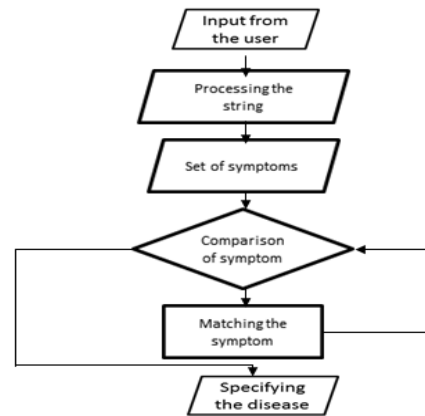 Input from
the user
Processing the
string
Set of symptoms
Comparison
of symptom
Matching the
symptom
Specifying
the disease